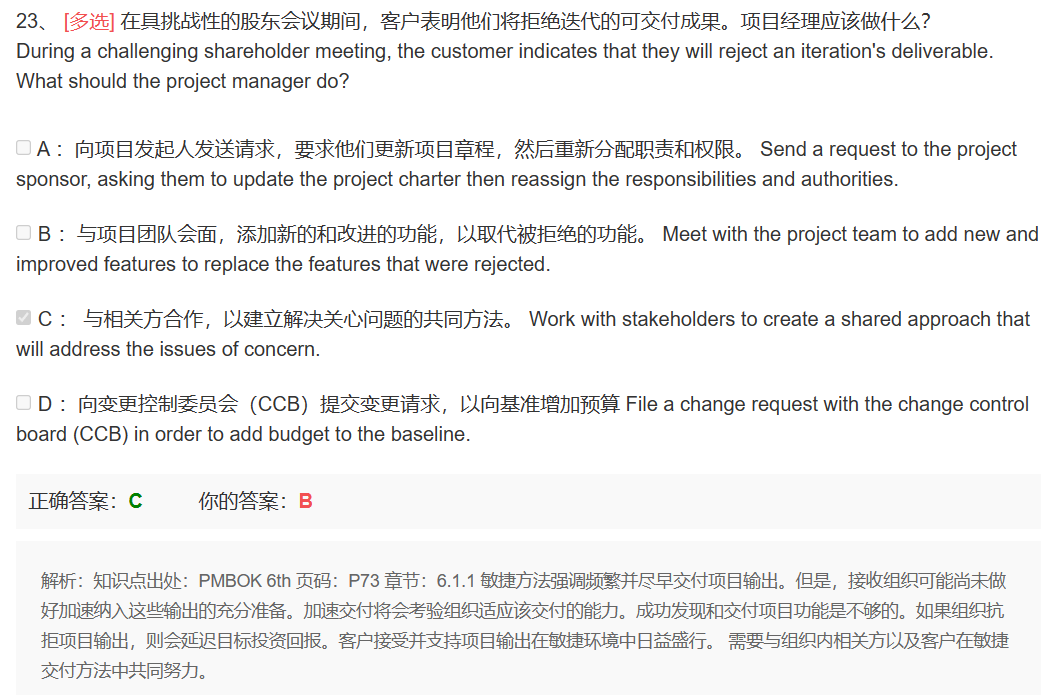 23、 [多选] 在具挑战性的股东会议期间，客户表明他们将拒绝迭代的可交付成果。项目经理应该做什么？
During a challenging shareholder meeting, the customer indicates that they will reject an iteration's deliverable.
What should the project manager do?
A： 向项目发起人发送请求，要求他们更新项目章程，然后重新分配职责和权限。 Send a request to the project
sponsor, asking them to update the project charter then reassign the responsibilities and authorities.
B： 与项目团队会面，添加新的和改进的功能，以取代被拒绝的功能。 Meet with the project team to add new and
improved features to replace the features that were rejected.
C： 与相关方合作，以建立解决关心问题的共同方法。 Work with stakeholders to create a shared approach that
will address the issues of concern.
D： 向变更控制委员会（CCB）提交变更请求，以向基准增加预算 File a change request with the change control
board (CCB) in order to add budget to the baseline.
正确答案：C 你的答案：B
解析：知识点出处：PMBOK 6th 页码：P73 章节：6.1.1 敏捷方法强调频繁并尽早交付项目输出。但是，接收组织可能尚未做
好加速纳入这些输出的充分准备。加速交付将会考验组织适应该交付的能力。成功发现和交付项目功能是不够的。如果组织抗
拒项目输出，则会延迟目标投资回报。客户接受并支持项目输出在敏捷环境中日益盛行。 需要与组织内相关方以及客户在敏捷
交付方法中共同努力。